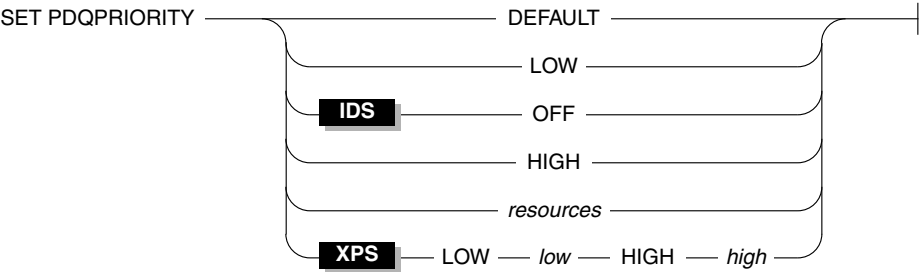 SET PDQPRIORITY DEFAULT
LOW
IDS OFF
HIGH
resources
XPS LOW low HIGH high